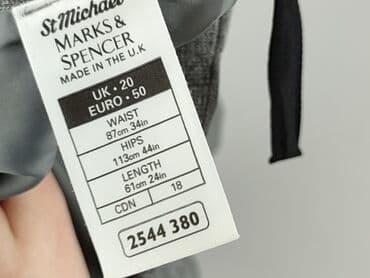 St Michael
MARKS &
SPENCER
MADE IN THE U.K
UK • 20
EURO • 50
WAIST
87cm 34in
HIPS
113cm 44in
LENGTH
61cm 24in
CDN 18
2544 380